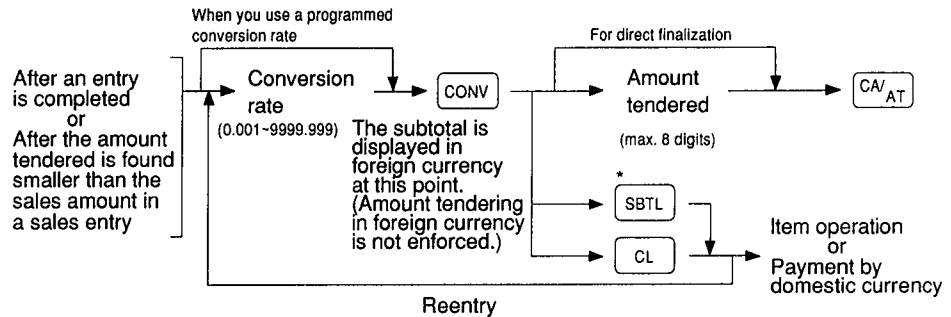 When you use a programmed
conversion rate
For direct finalization
After an entry
is completed
or
After the amount
tendered is found
smaller than the
sales amount in
a sales entry
Conversion
rate
(0.001~9999.999)
CONV
The subtotal is
displayed in
foreign currency
at this point.
(Amount tendering
in foreign currency
is not enforced.)
Amount
tendered
(max. 8 digits)
CA/AT
*
SBTL
CL
Item operation
or
Payment by
domestic currency
Reentry